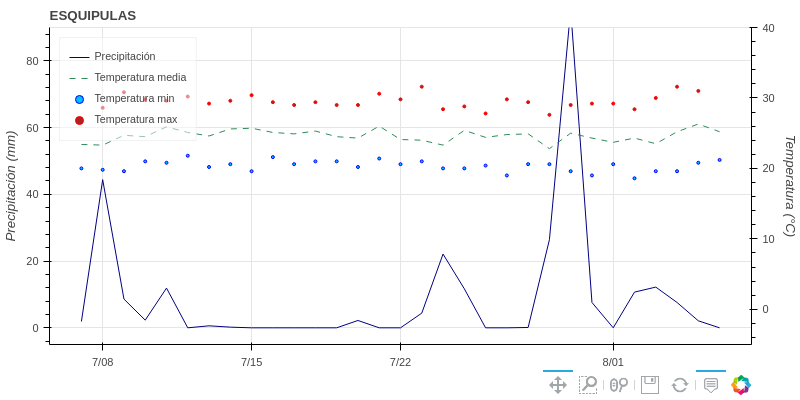 ESQUIPULAS
Precipitación
Temperatura media
Temperatura min
Temperatura max
Precipitación (mm)
80
60
40
20
0
Temperatura (°C)
40
30
20
10
0
7/08
7/15
7/22
8/01